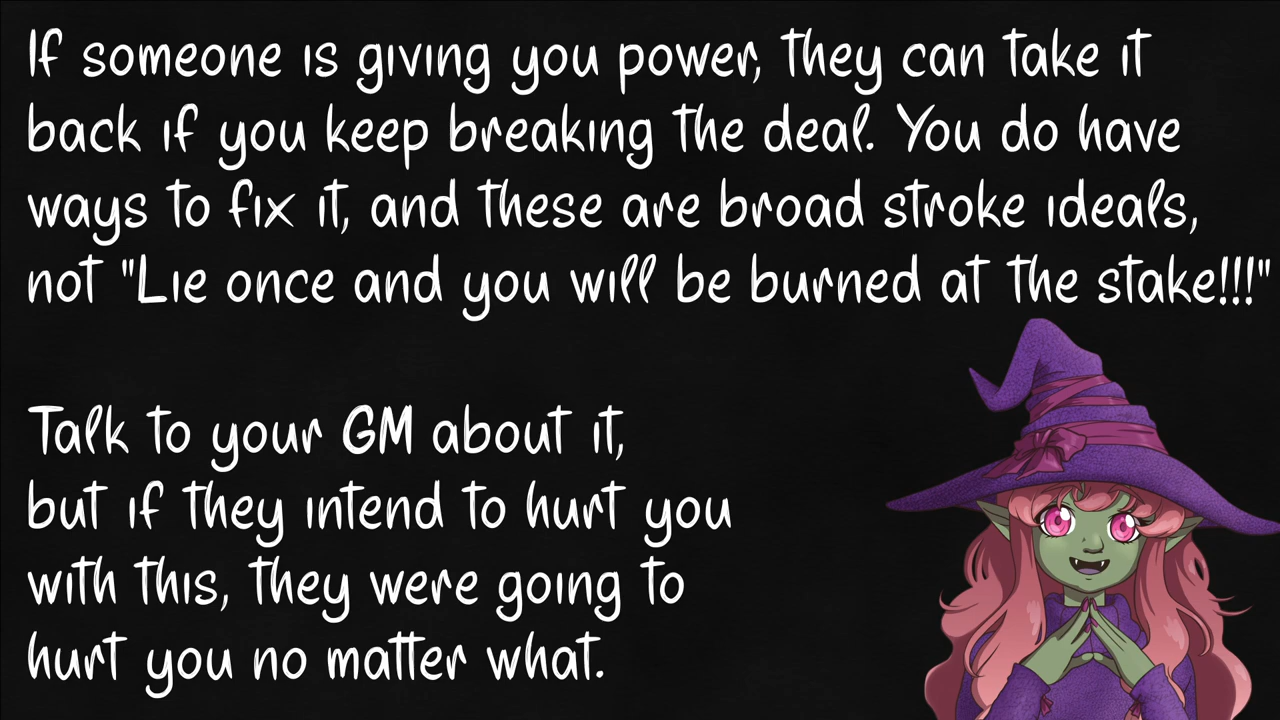 If someone is giving you power, they can take it
back if you keep breaking the deal. You do have
ways to fix it, and these are broad stroke ideals,
not "Lie once and you will be burned at the stake!!!"
Talk to your GM about it,
but if they intend to hurt you
with this, they were going to
hurt you no matter what.